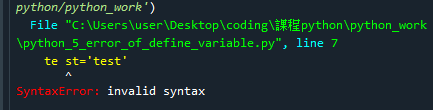 python/python_work')
File "C:\Users\user\Desktop\coding\課程python\python_work
\python_5_error_of_define_variable.py", line 7
te st='test'
^
SyntaxError: invalid syntax